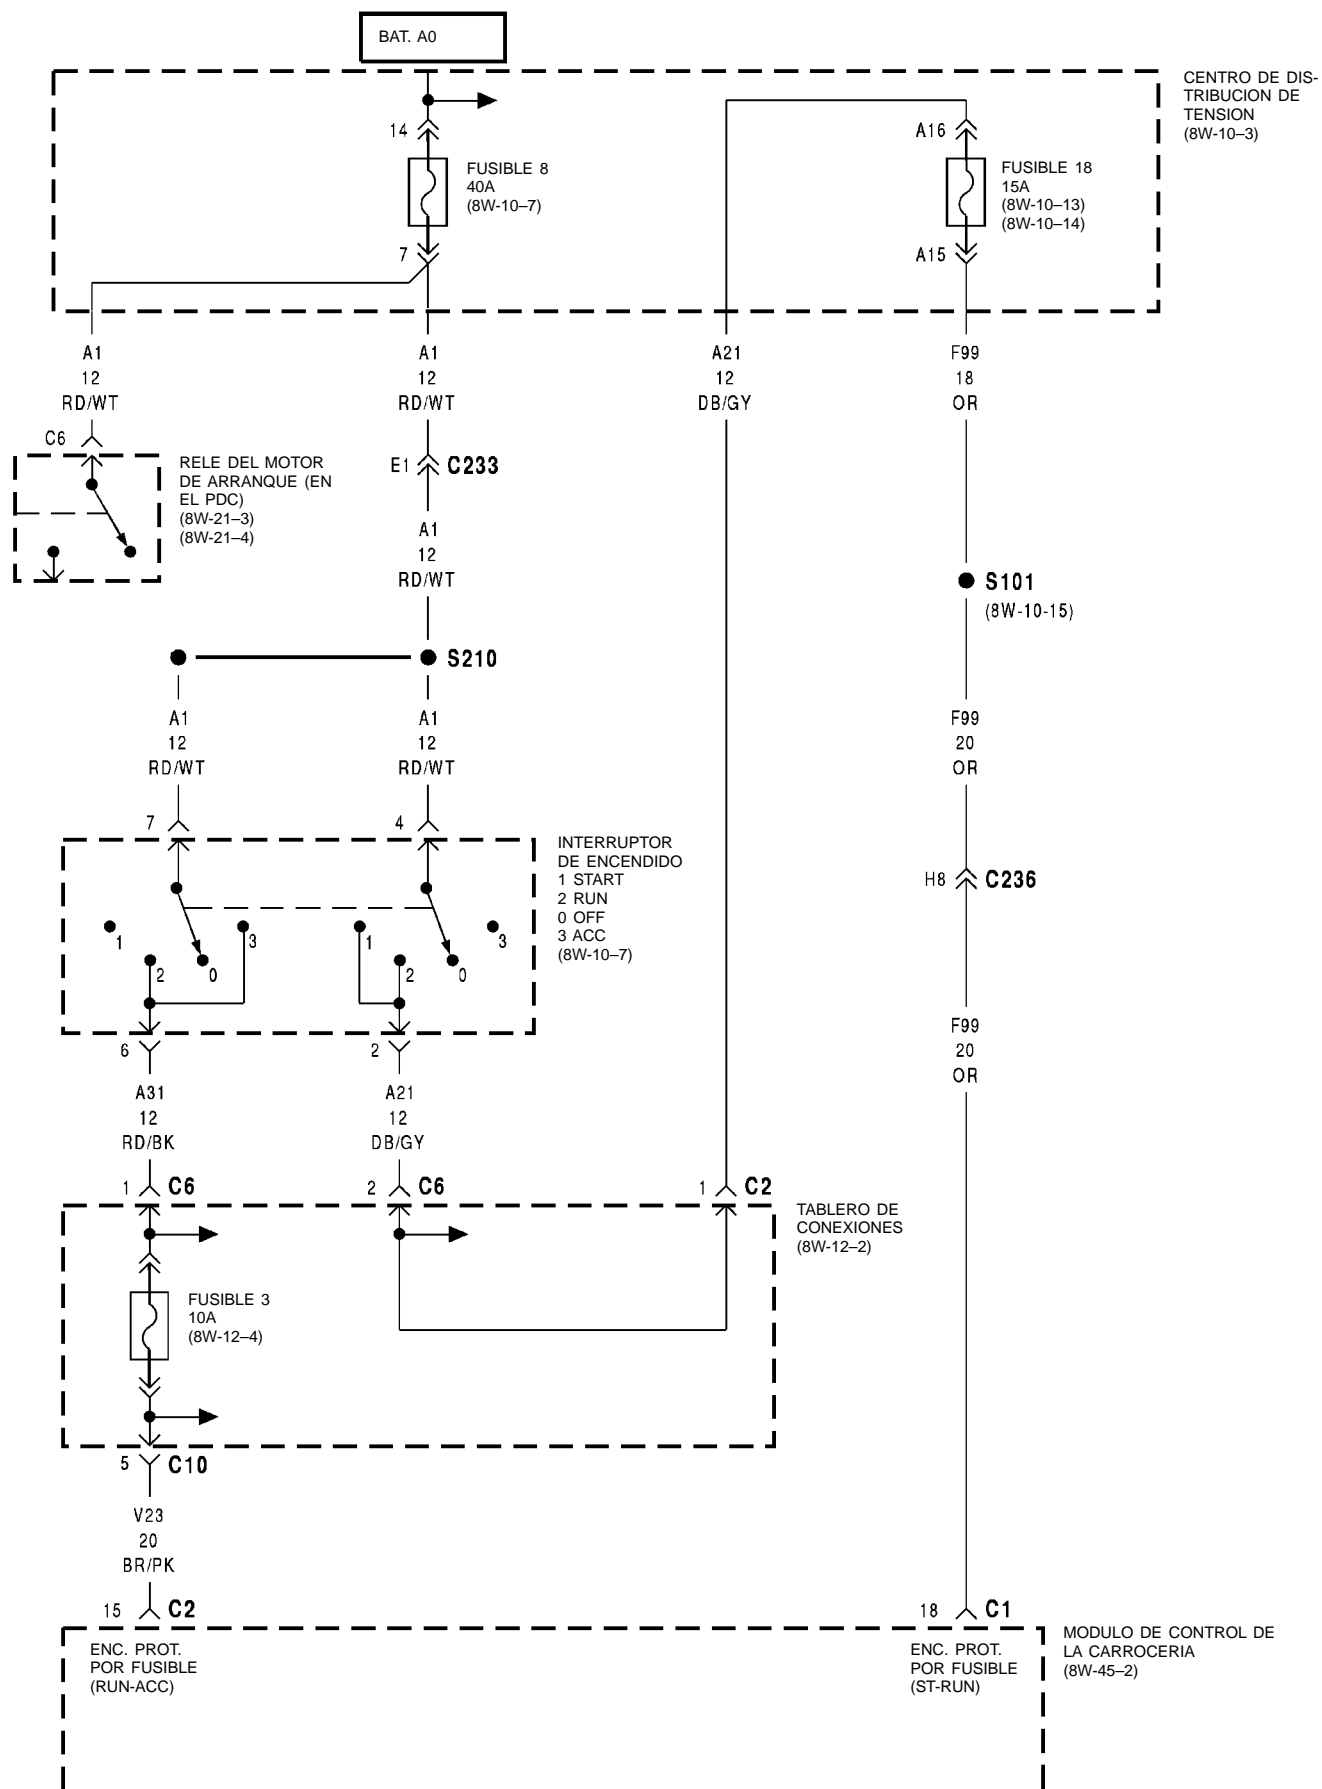 BAT. A0
CENTRO DE DIS-
TRIBUCION DE
TENSION
(8W-10–3)
14
FUSIBLE 8
40A
(8W-10–7)
7
A16
FUSIBLE 18
15A
(8W-10–13)
(8W-10–14)
A15
A1
12
RD/WT
A1
12
RD/WT
A21
12
DB/GY
F99
18
OR
C6
RELE DEL MOTOR
DE ARRANQUE (EN
EL PDC)
(8W-21–3)
(8W-21–4)
E1
C233
A1
12
RD/WT
S101
(8W-10-15)
S210
A1
12
RD/WT
A1
12
RD/WT
F99
20
OR
7
4
INTERRUPTOR
DE ENCENDIDO
1 START
2 RUN
0 OFF
3 ACC
(8W-10–7)
H8
C236
1
2
0
3
1
2
0
3
6
2
A31
12
RD/BK
A21
12
DB/GY
F99
20
OR
1
C6
2
C6
1
C2
TABLERO DE
CONEXIONES
(8W-12–2)
FUSIBLE 3
10A
(8W-12–4)
5
C10
V23
20
BR/PK
15
C2
18
C1
ENC. PROT.
POR FUSIBLE
(RUN-ACC)
ENC. PROT.
POR FUSIBLE
(ST-RUN)
MODULO DE CONTROL DE
LA CARROCERIA
(8W-45–2)